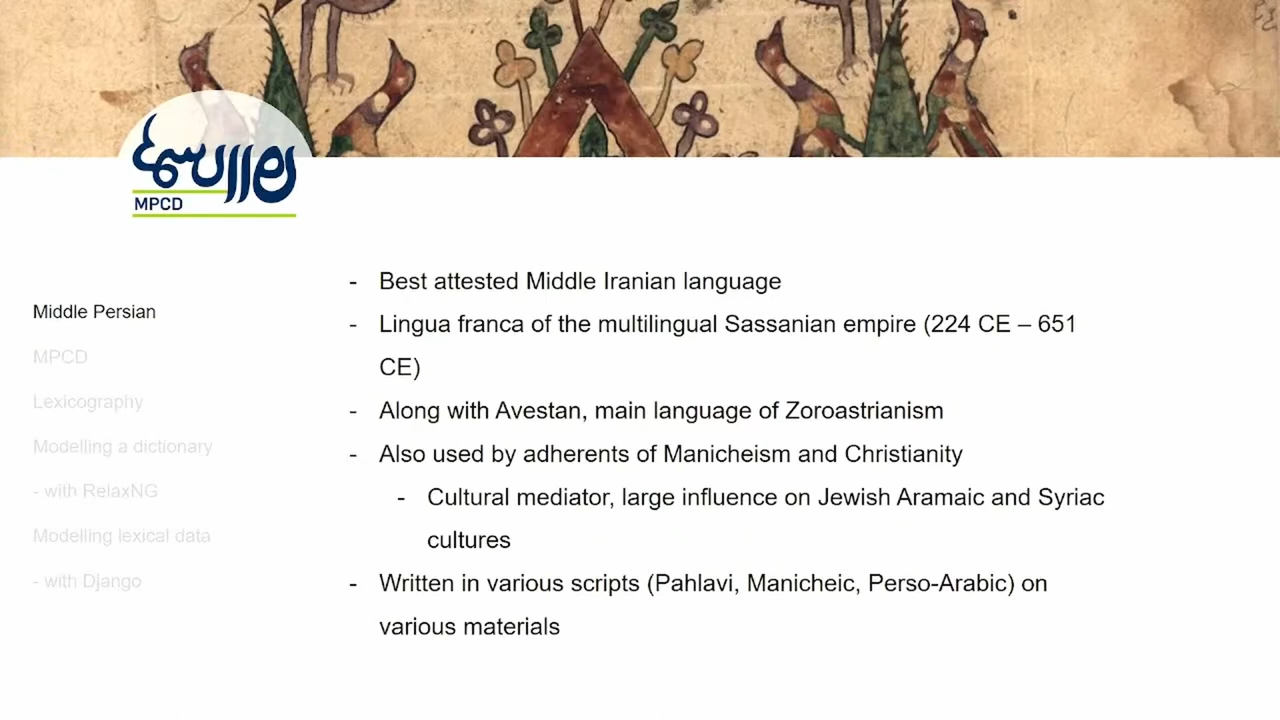 MPCD
Middle Persian
MPCD
Lexicography
Modelling a dictionary
- with RelaxNG
Modelling lexical data
- with Django
- Best attested Middle Iranian language
- Lingua franca of the multilingual Sassanian empire (224 CE – 651
CE)
- Along with Avestan, main language of Zoroastrianism
- Also used by adherents of Manicheism and Christianity
- Cultural mediator, large influence on Jewish Aramaic and Syriac
cultures
- Written in various scripts (Pahlavi, Manicheic, Perso-Arabic) on
various materials